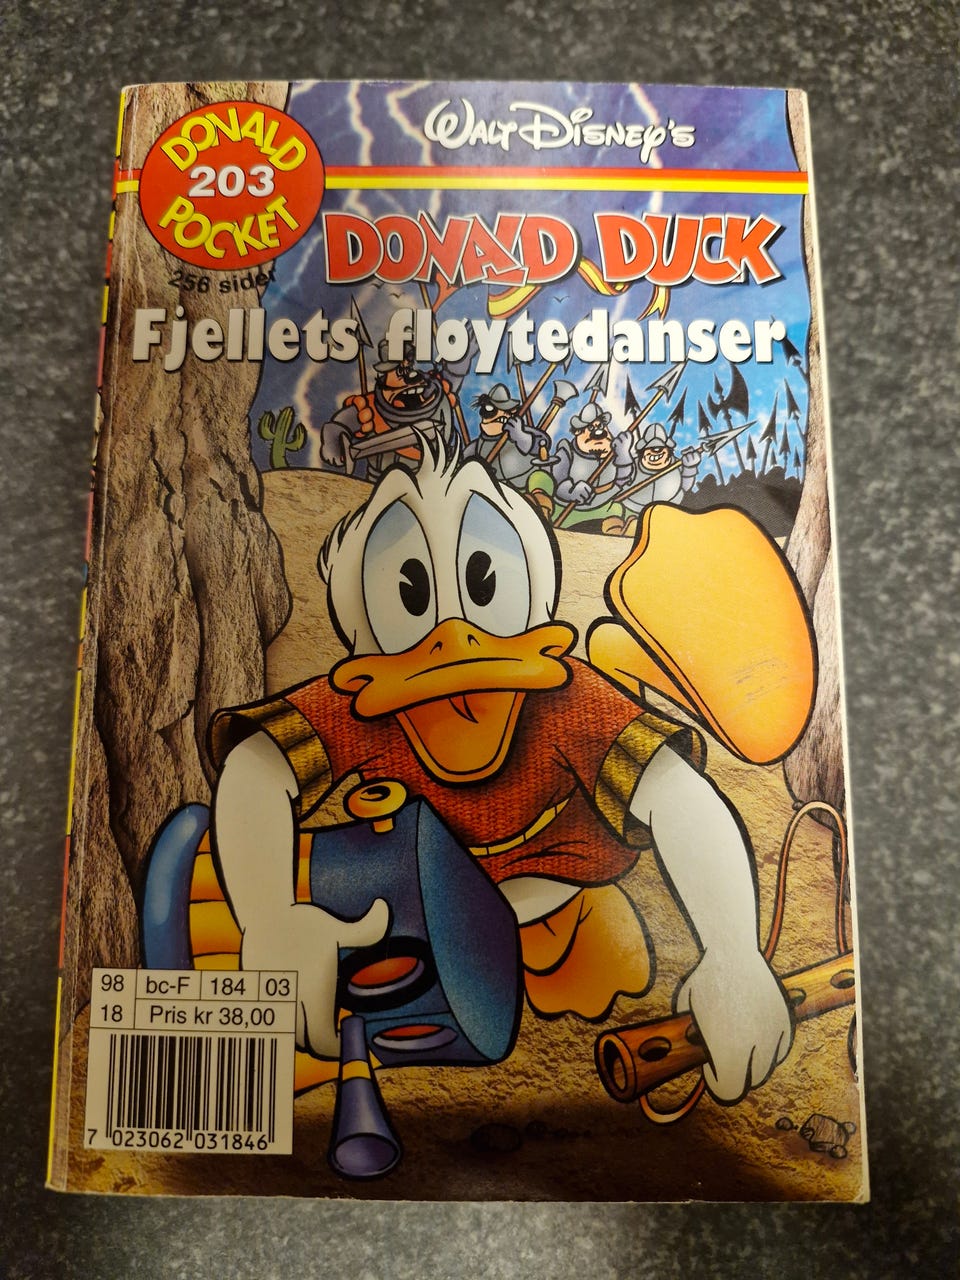 WALT DISNEY'S
DONALD
203
POCKET
256 sider
DONALD DUCK
Fjellets fløytedanser
98 bc-F 184 03
18 Pris kr 38,00
7 023062 031846